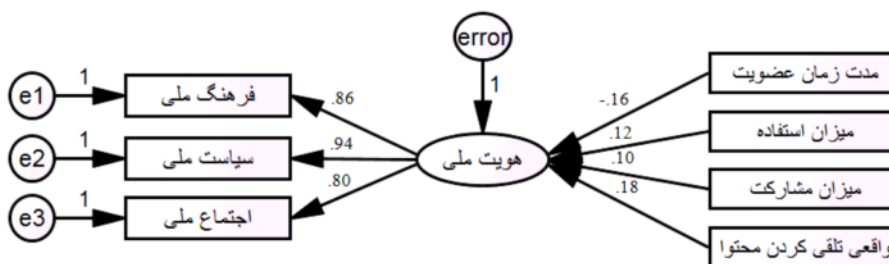 error
1
e1
1
فرهنگ ملی
.86
e2
1
سیاست ملی
.94
e3
1
اجتماع ملی
.80
هویت ملی
-.16
مدت زمان عضویت
.12
میزان استفاده
.10
میزان مشارکت
.18
واقعی تلقی کردن محتوا